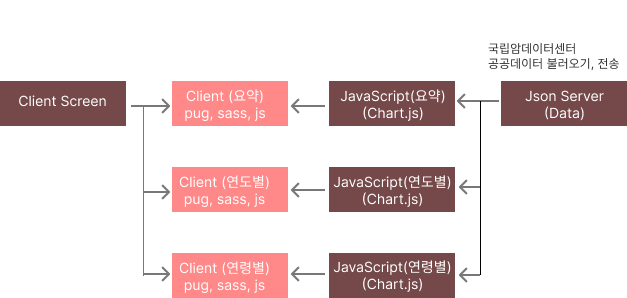 국립암데이터센터
공공데이터 불러오기, 전송
Client Screen
Client (요약)
pug, sass, js
JavaScript(요약)
(Chart.js)
Json Server
(Data)
Client (연도별)
pug, sass, js
JavaScript(연도별)
(Chart.js)
Client (연령별)
pug, sass, js
JavaScript(연령별)
(Chart.js)